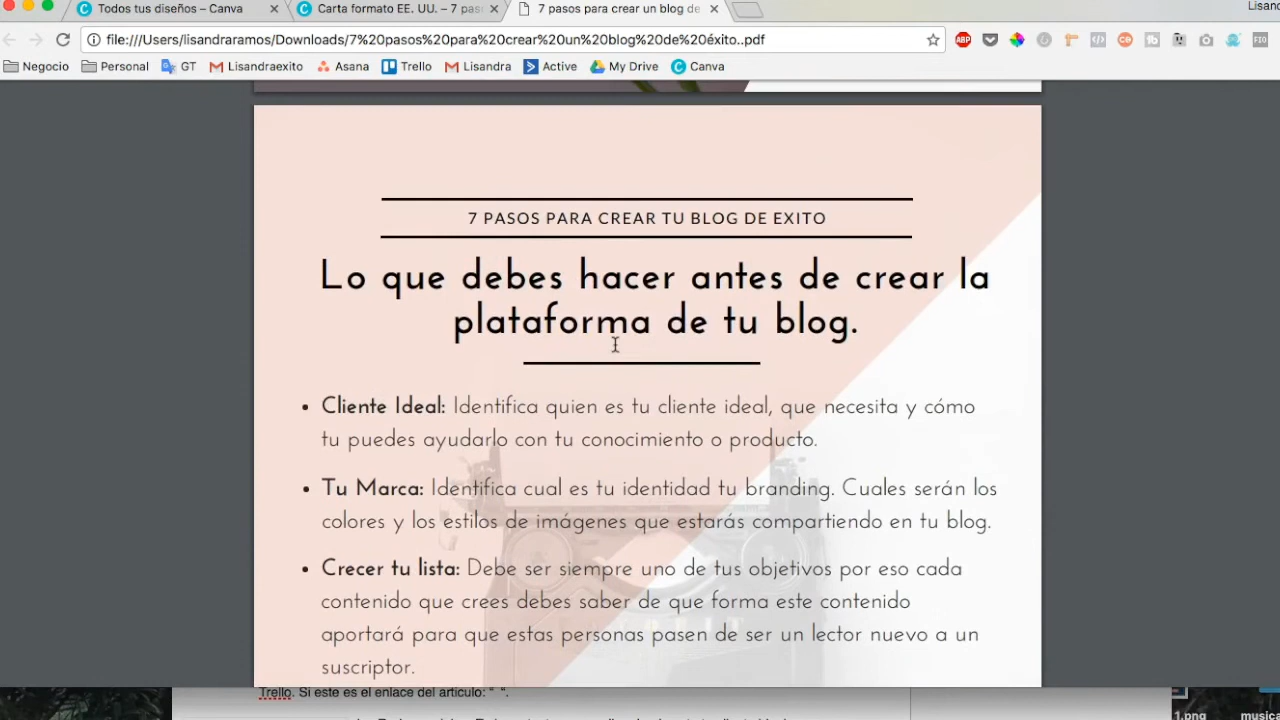 Todos tus diseños – Canva
Carta formato EE. UU. – 7 pas
7 pasos para crear un blog de
Lisand
file:///Users/lisandraramos/Downloads/7%20pasos%20para%20crear%20un%20blog%20de%20éxito..pdf
ABP
FIO
Negocio
Personal
GT
Lisandraexito
Asana
Trello
Lisandra
Active
My Drive
Canva
7 PASOS PARA CREAR TU BLOG DE EXITO
Lo que debes hacer antes de crear la
plataforma de tu blog.
• Cliente Ideal: Identifica quien es tu cliente ideal, que necesita y cómo
tu puedes ayudarlo con tu conocimiento o producto.
• Tu Marca: Identifica cual es tu identidad tu branding. Cuales serán los
colores y los estilos de imágenes que estarás compartiendo en tu blog.
• Crecer tu lista: Debe ser siempre uno de tus objetivos por eso cada
contenido que crees debes saber de que forma este contenido
aportará para que estas personas pasen de ser un lector nuevo a un
suscriptor.
Trello. Si este es el enlace del articulo: “ “.
1.png
musica